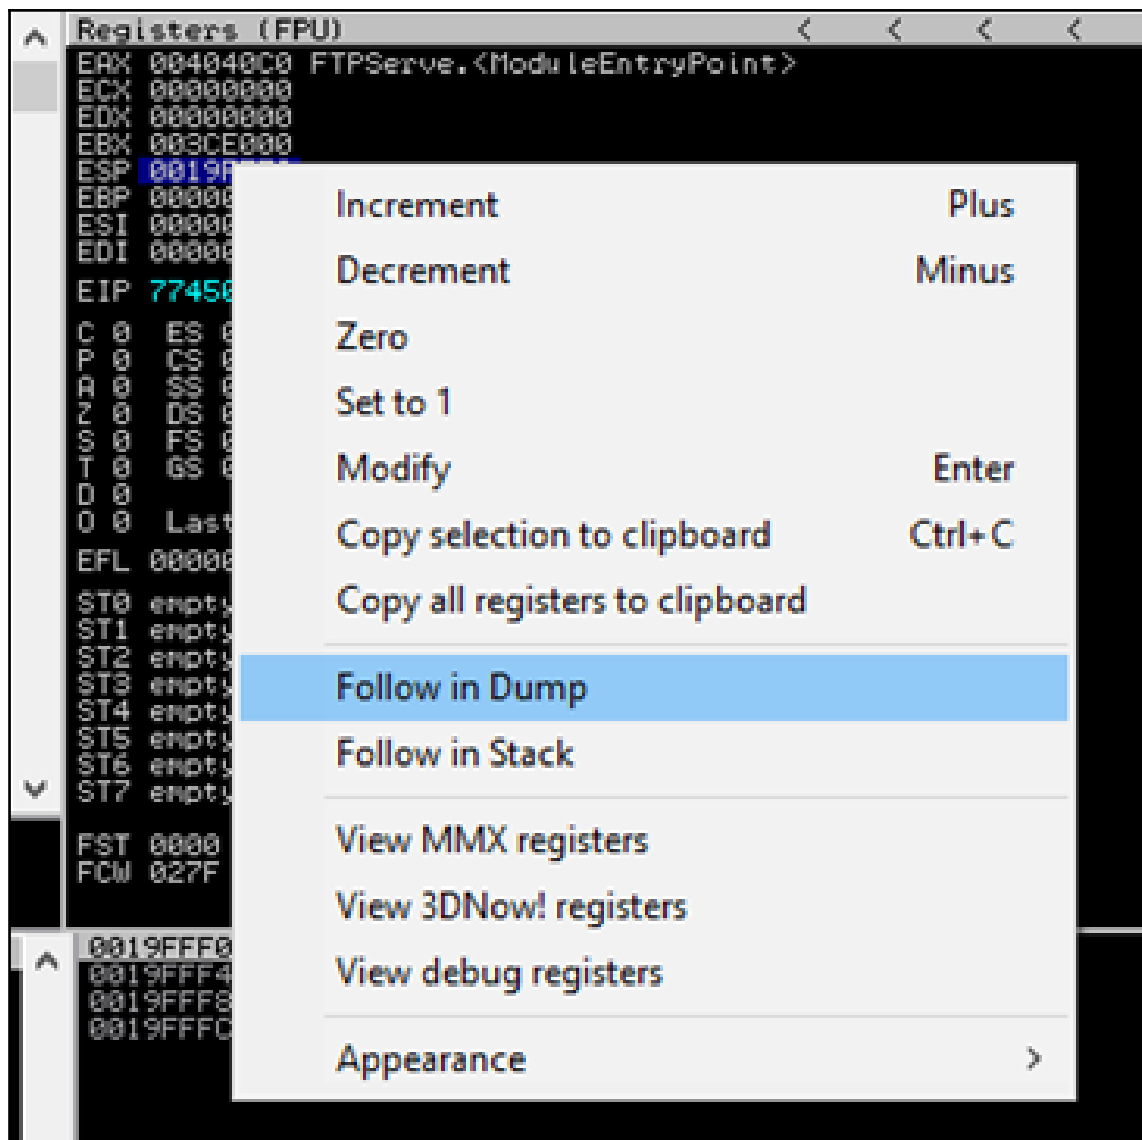 Registers (FPU) < < < <
EAX 004040C0 FTPServe.<ModuleEntryPoint>
ECX 00000000
EDX 00000000
EBX 003CE000
ESP
EBP
ESI
EDI
EIP
C 0 ES
P 0 CS
A 0 SS
Z 0 DS
S 0 FS
T 0 GS
D 0
O 0 Last
EFL
ST0 empty
ST1 empty
ST2 empty
ST3 empty
ST4 empty
ST5 empty
ST6 empty
ST7 empty
FST 0000
FCW 027F
0019FFF0
0019FFF4
0019FFF8
0019FFFC
Increment Plus
Decrement Minus
Zero
Set to 1
Modify Enter
Copy selection to clipboard Ctrl+C
Copy all registers to clipboard
Follow in Dump
Follow in Stack
View MMX registers
View 3DNow! registers
View debug registers
Appearance >